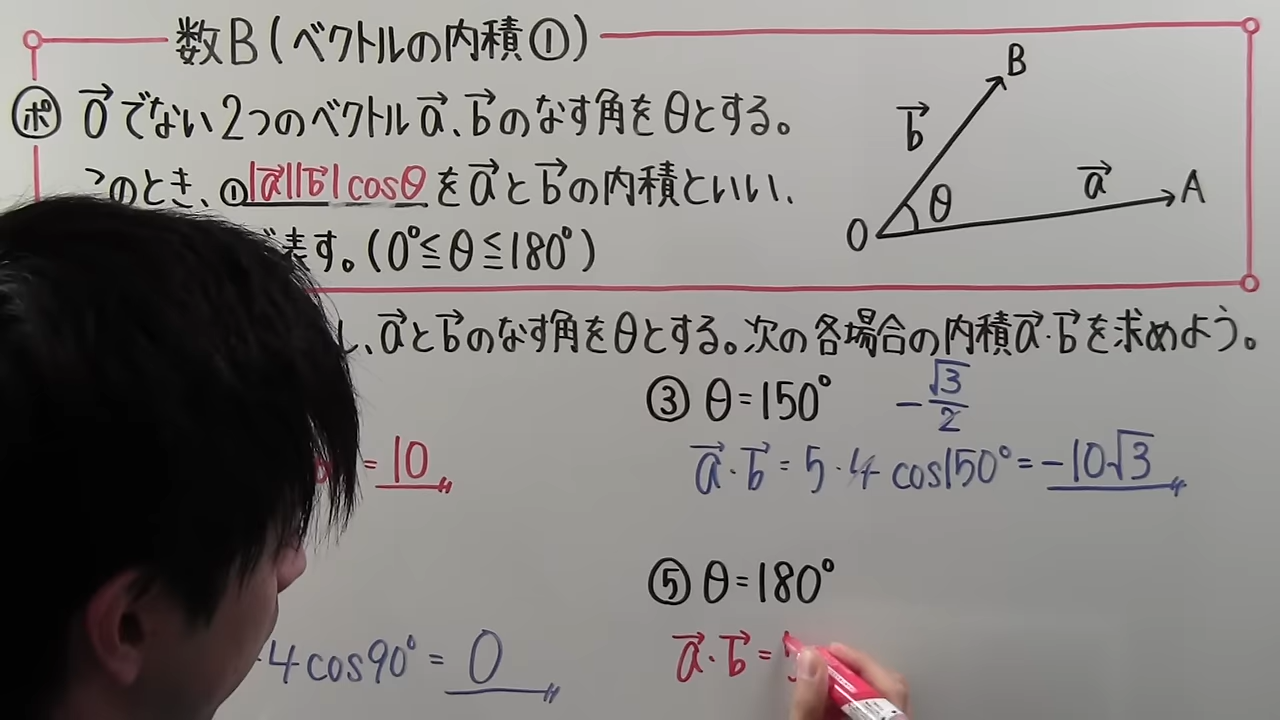 数B(ベクトルの内積①)
ポ 0⃗でない2つのベクトルa⃗、b⃗のなす角をθとする。
このとき、①|a⃗||b⃗|cosθをa⃗とb⃗の内積といい、
表す。(0°≦θ≦180°)
B
b⃗
a⃗
A
θ
O
、a⃗とb⃗のなす角をθとする。次の各場合の内積a⃗·b⃗を求めよう。
= 10
③ θ=150° -√3/2
a⃗·b⃗=5·4cos150°=-10√3
·4cos90°=0
⑤ θ=180°
a⃗·b⃗=5